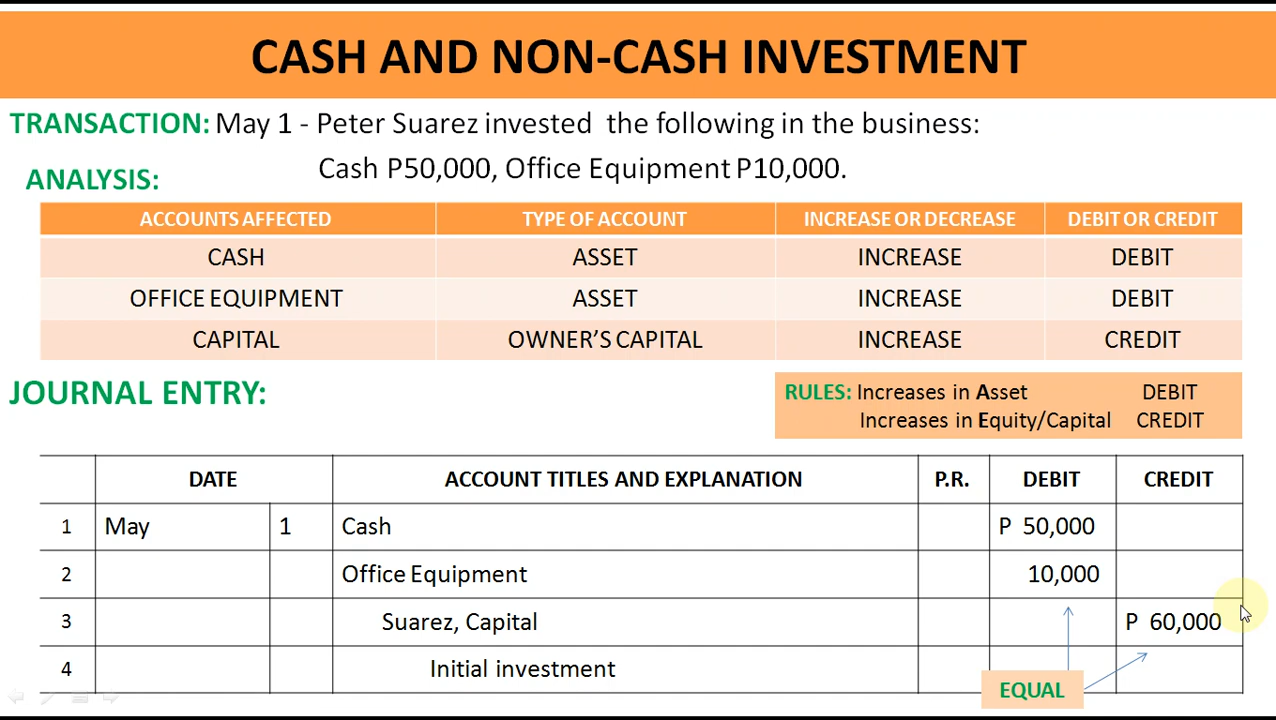 CASH AND NON-CASH INVESTMENT
TRANSACTION: May 1 - Peter Suarez invested the following in the business:
Cash P50,000, Office Equipment P10,000.
ANALYSIS:
ACCOUNTS AFFECTED TYPE OF ACCOUNT INCREASE OR DECREASE DEBIT OR CREDIT
CASH ASSET INCREASE DEBIT
OFFICE EQUIPMENT ASSET INCREASE DEBIT
CAPITAL OWNER'S CAPITAL INCREASE CREDIT
JOURNAL ENTRY:
RULES: Increases in Asset DEBIT
Increases in Equity/Capital CREDIT
DATE ACCOUNT TITLES AND EXPLANATION P.R. DEBIT CREDIT
1 May 1 Cash P 50,000
2 Office Equipment 10,000
3 Suarez, Capital P 60,000
4 Initial investment
EQUAL